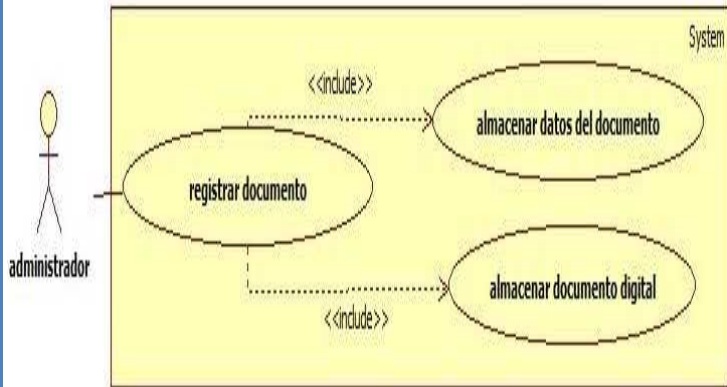 System
<<include>>
almacenar datos del documento
registrar documento
administrador
almacenar documento digital
<<include>>